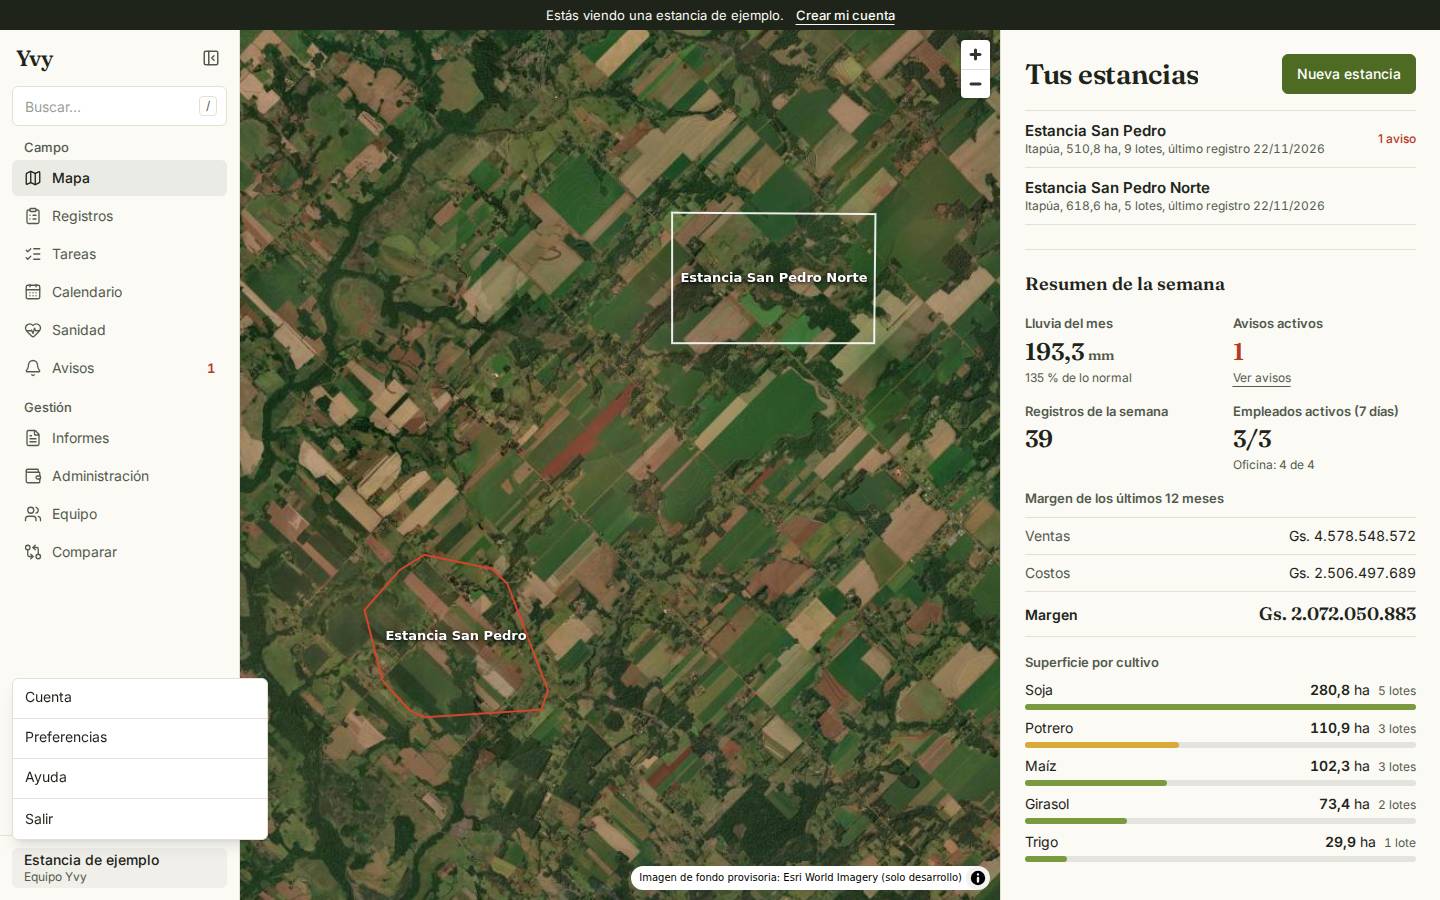 Estás viendo una estancia de ejemplo. Crear mi cuenta
Yvy
Buscar... /
Campo
Mapa
Registros
Tareas
Calendario
Sanidad
Avisos 1
Gestión
Informes
Administración
Equipo
Comparar
Cuenta
Preferencias
Ayuda
Salir
Estancia de ejemplo
Equipo Yvy
+
−
Estancia San Pedro Norte
Estancia San Pedro
Imagen de fondo provisoria: Esri World Imagery (solo desarrollo)
Tus estancias
Nueva estancia
Estancia San Pedro
Itapúa, 510,8 ha, 9 lotes, último registro 22/11/2026
1 aviso
Estancia San Pedro Norte
Itapúa, 618,6 ha, 5 lotes, último registro 22/11/2026
Resumen de la semana
Lluvia del mes
193,3 mm
135 % de lo normal
Avisos activos
1
Ver avisos
Registros de la semana
39
Empleados activos (7 días)
3/3
Oficina: 4 de 4
Margen de los últimos 12 meses
Ventas Gs. 4.578.548.572
Costos Gs. 2.506.497.689
Margen Gs. 2.072.050.883
Superficie por cultivo
Soja 280,8 ha 5 lotes
Potrero 110,9 ha 3 lotes
Maíz 102,3 ha 3 lotes
Girasol 73,4 ha 2 lotes
Trigo 29,9 ha 1 lote